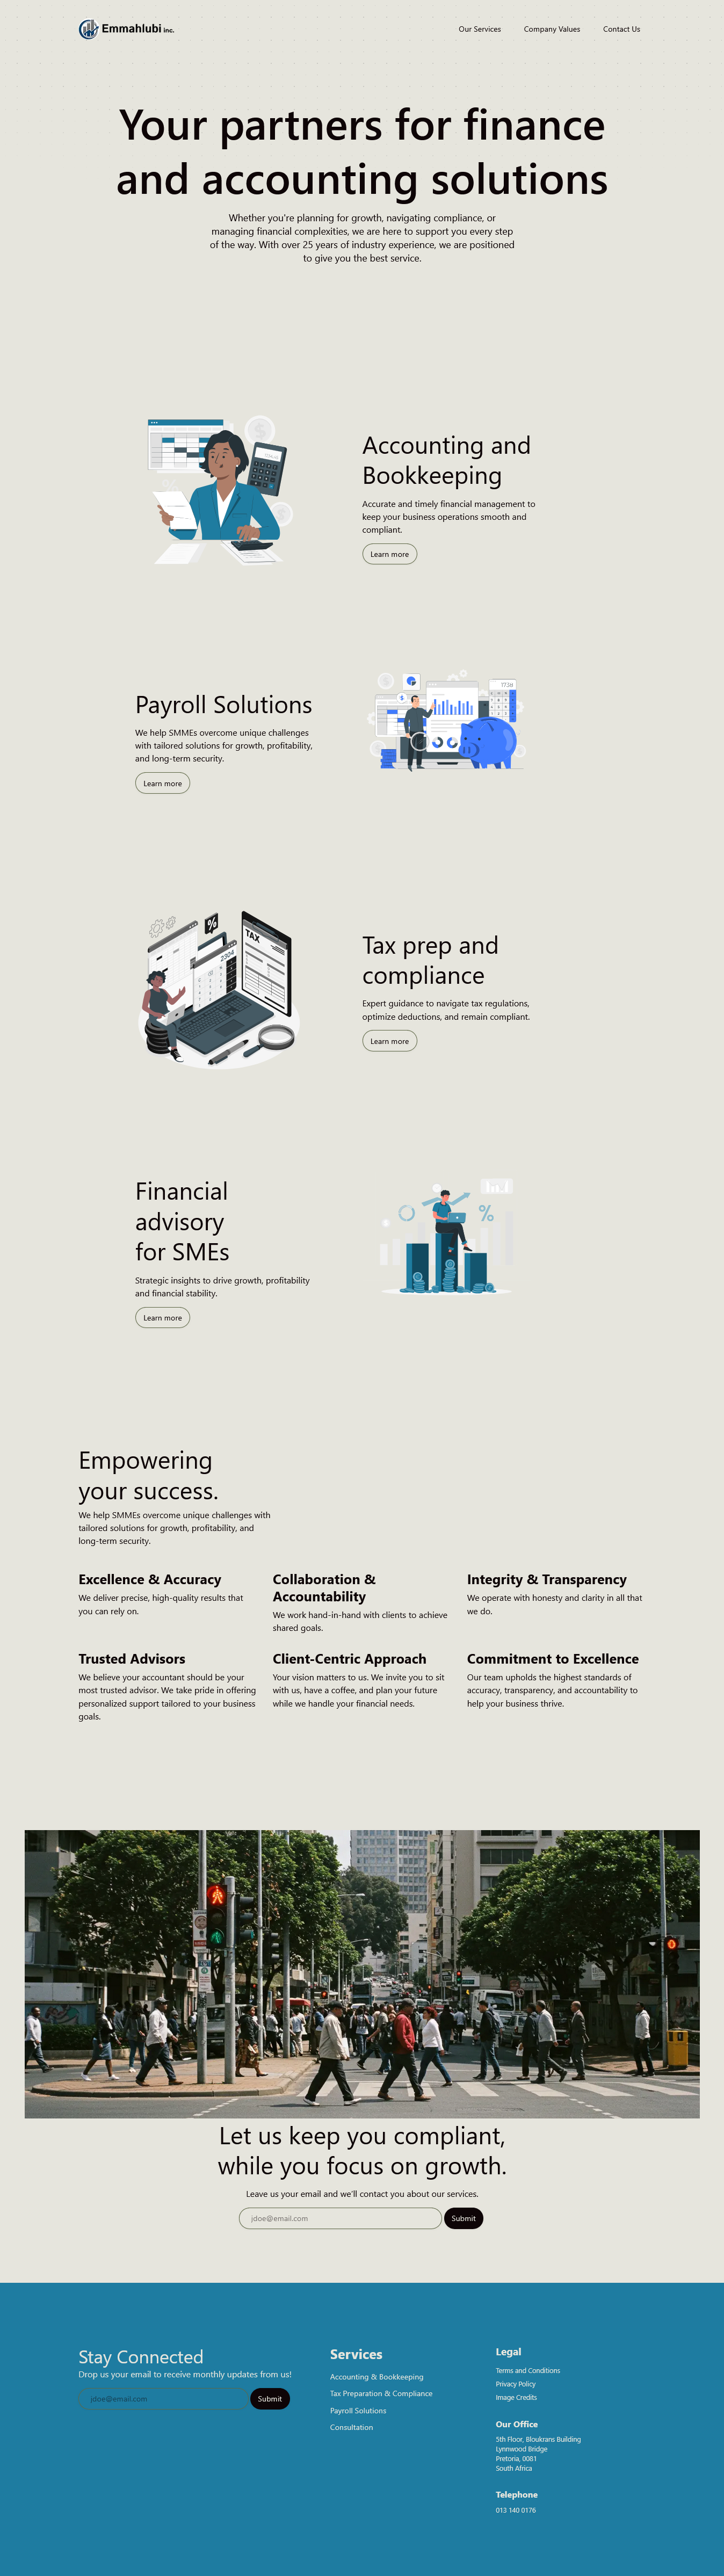 Emmahlubi inc.
Our Services
Company Values
Contact Us
Your partners for finance
and accounting solutions
Whether you're planning for growth, navigating compliance, or
managing financial complexities, we are here to support you every step
of the way. With over 25 years of industry experience, we are positioned
to give you the best service.
$
%
Accounting and
Bookkeeping
Accurate and timely financial management to
keep your business operations smooth and
compliant.
Learn more
Payroll Solutions
We help SMMEs overcome unique challenges
with tailored solutions for growth, profitability,
and long-term security.
Learn more
$
1738
%
TAX
2304
Tax prep and
compliance
Expert guidance to navigate tax regulations,
optimize deductions, and remain compliant.
Learn more
Financial
advisory
for SMEs
Strategic insights to drive growth, profitability
and financial stability.
Learn more
%
Empowering
your success.
We help SMMEs overcome unique challenges with
tailored solutions for growth, profitability, and
long-term security.
Excellence & Accuracy
We deliver precise, high-quality results that
you can rely on.
Collaboration &
Accountability
We work hand-in-hand with clients to achieve
shared goals.
Integrity & Transparency
We operate with honesty and clarity in all that
we do.
Trusted Advisors
We believe your accountant should be your
most trusted advisor. We take pride in offering
personalized support tailored to your business
goals.
Client-Centric Approach
Your vision matters to us. We invite you to sit
with us, have a coffee, and plan your future
while we handle your financial needs.
Commitment to Excellence
Our team upholds the highest standards of
accuracy, transparency, and accountability to
help your business thrive.
Let us keep you compliant,
while you focus on growth.
Leave us your email and we'll contact you about our services.
jdoe@email.com
Submit
Stay Connected
Drop us your email to receive monthly updates from us!
jdoe@email.com
Submit
Services
Accounting & Bookkeeping
Tax Preparation & Compliance
Payroll Solutions
Consultation
Legal
Terms and Conditions
Privacy Policy
Image Credits
Our Office
5th Floor, Bloukrans Building
Lynnwood Bridge
Pretoria, 0081
South Africa
Telephone
013 140 0176